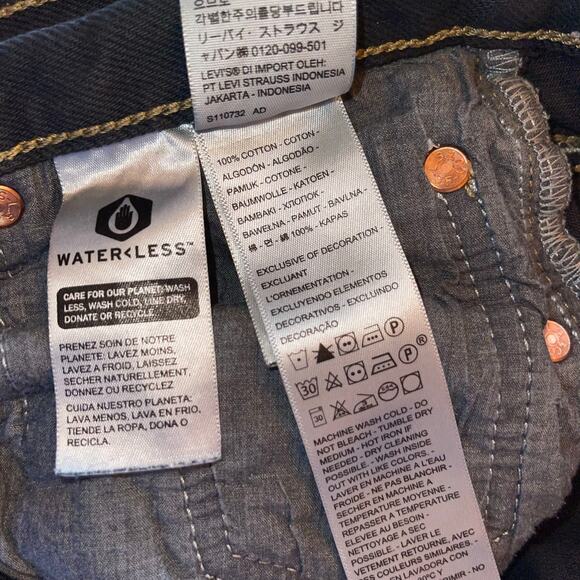 각별한주의를당부드립니다
リーバイ・ストラウス ジ
ャパン㈱ 0120-099-501
LEVI'S® DI IMPORT OLEH:
PT LEVI STRAUSS INDONESIA
JAKARTA - INDONESIA
S110732 AD
WATER<LESS™
CARE FOR OUR PLANET: WASH
LESS, WASH COLD, LINE DRY,
DONATE OR RECYCLE.
PRENEZ SOIN DE NOTRE
PLANETE: LAVEZ MOINS,
LAVEZ A FROID, LAISSEZ
SECHER NATURELLEMENT,
DONNEZ OU RECYCLEZ
CUIDA NUESTRO PLANETA:
LAVA MENOS, LAVA EN FRIO,
TIENDE LA ROPA, DONA O
RECICLA.
100% COTTON - COTON -
ALGODÓN - ALGODÃO -
PAMUK - COTONE -
BAUMWOLLE - KATOEN -
BAMBAKI - ХЛОПОК -
BAWEŁNA - PAMUT - BAVLNA -
棉 - 면 - 綿 100% - KAPAS
EXCLUSIVE OF DECORATION -
EXCLUANT
L'ORNEMENTATION -
EXCLUYENDO ELEMENTOS
DECORATIVOS - EXCLUINDO
DECORAÇÃO
30
30
MACHINE WASH COLD - DO
NOT BLEACH - TUMBLE DRY
MEDIUM - HOT IRON IF
NEEDED - DRY CLEANING
POSSIBLE. WASH INSIDE
OUT WITH LIKE COLORS. -
LAVER EN MACHINE A L'EAU
FROIDE - NE PAS BLANCHIR -
SECHER EN MACHINE A
TEMPERATURE MOYENNE -
REPASSER A TEMPERATURE
ELEVEE AU BESOIN -
NETTOYAGE A SEC
POSSIBLE. LAVER LE
VETEMENT RETOURNE, AVEC
DES COULEURS SIMILAIRES. -